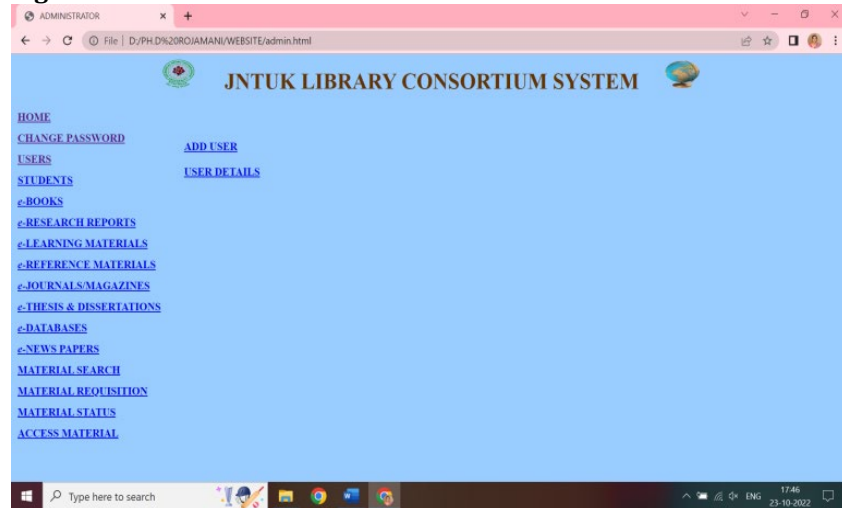 ADMINISTRATOR
File | D:/PH.D%20ROJAMANI/WEBSITE/admin.html
JNTUK LIBRARY CONSORTIUM SYSTEM
HOME
CHANGE PASSWORD
USERS
STUDENTS
e-BOOKS
e-RESEARCH REPORTS
e-LEARNING MATERIALS
e-REFERENCE MATERIALS
e-JOURNALS/MAGAZINES
e-THESIS & DISSERTATIONS
e-DATABASES
e-NEWS PAPERS
MATERIAL SEARCH
MATERIAL REQUISITION
MATERIAL STATUS
ACCESS MATERIAL
ADD USER
USER DETAILS
Type here to search
ENG
17:46
23-10-2022